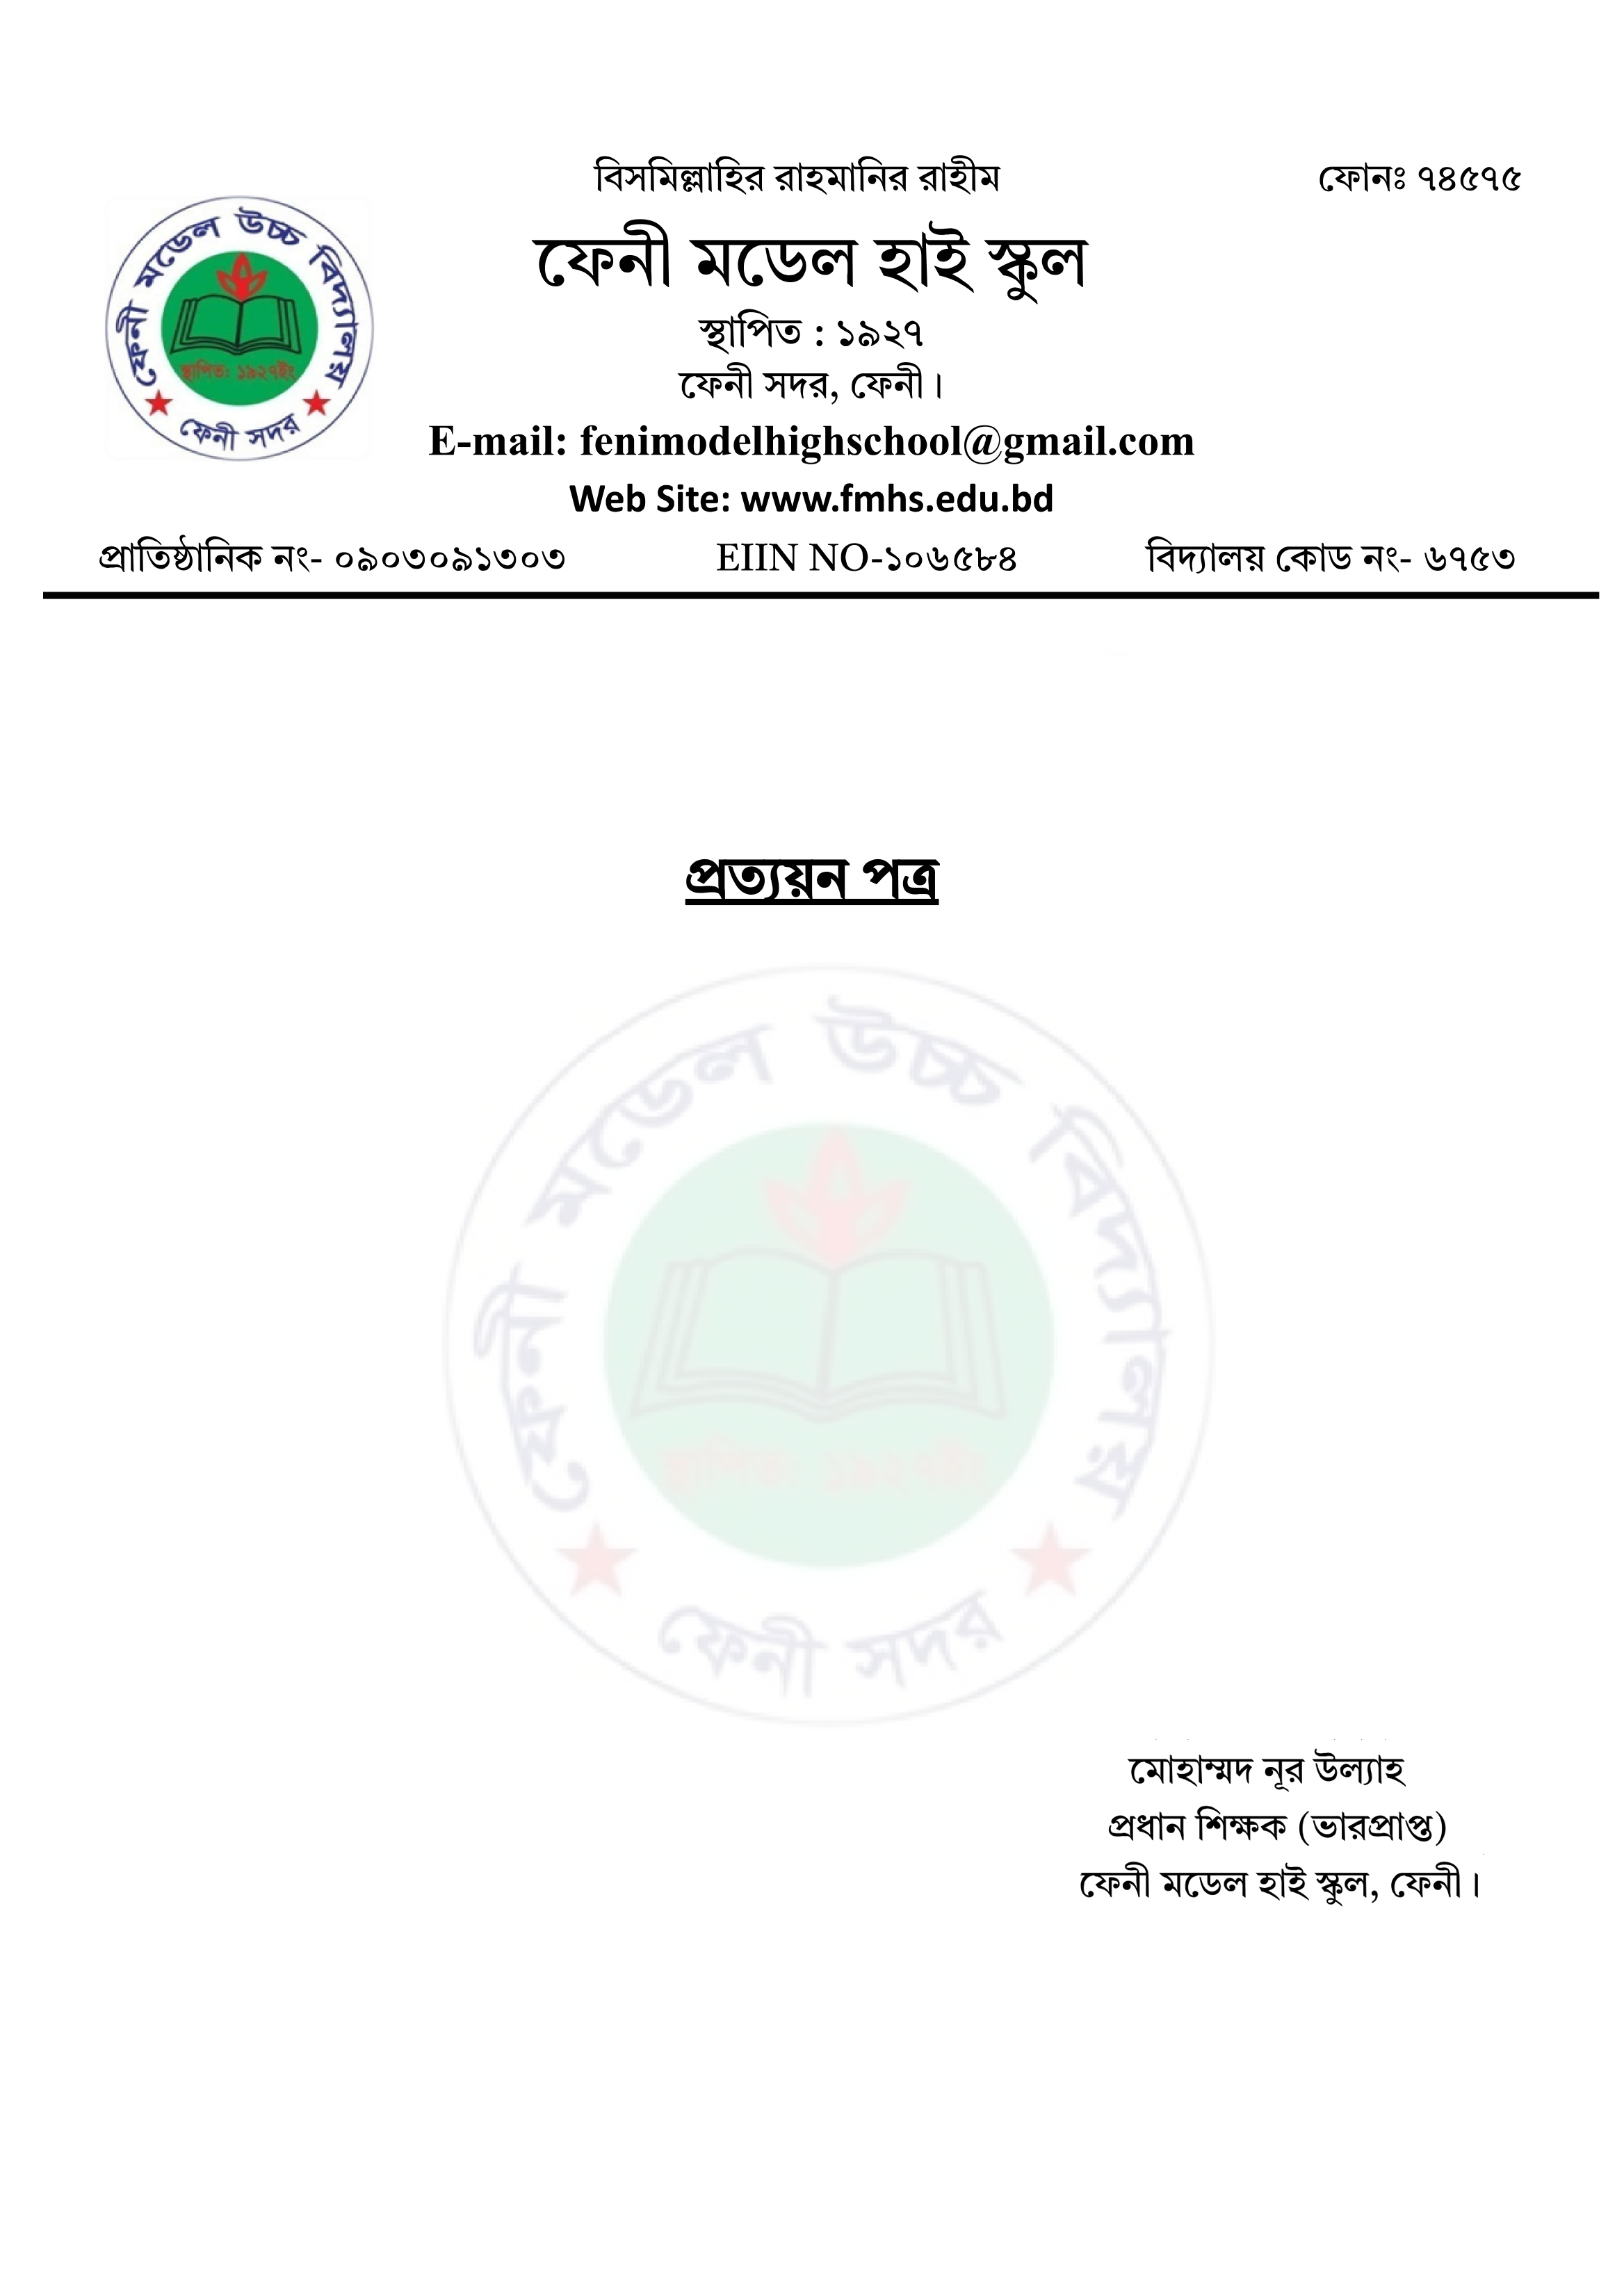 বিসমিল্লাহির রাহমানির রাহীম
ফোনঃ ৭৪৫৭৫
ফেনী মডেল উচ্চ বিদ্যালয়
স্থাপিত: ১৯২৭ইং
ফেনী সদর
ফেনী মডেল হাই স্কুল
স্থাপিত : ১৯২৭
ফেনী সদর, ফেনী।
E-mail: fenimodelhighschool@gmail.com
Web Site: www.fmhs.edu.bd
প্রাতিষ্ঠানিক নং- ০৯০৩০৯১৩০৩ EIIN NO-১০৬৫৮৪ বিদ্যালয় কোড নং- ৬৭৫৩
প্রত্যয়ন পত্র
ফেনী মডেল উচ্চ বিদ্যালয়
স্থাপিত: ১৯২৭ইং
ফেনী সদর
মোহাম্মদ নূর উল্যাহ
প্রধান শিক্ষক (ভারপ্রাপ্ত)
ফেনী মডেল হাই স্কুল, ফেনী।